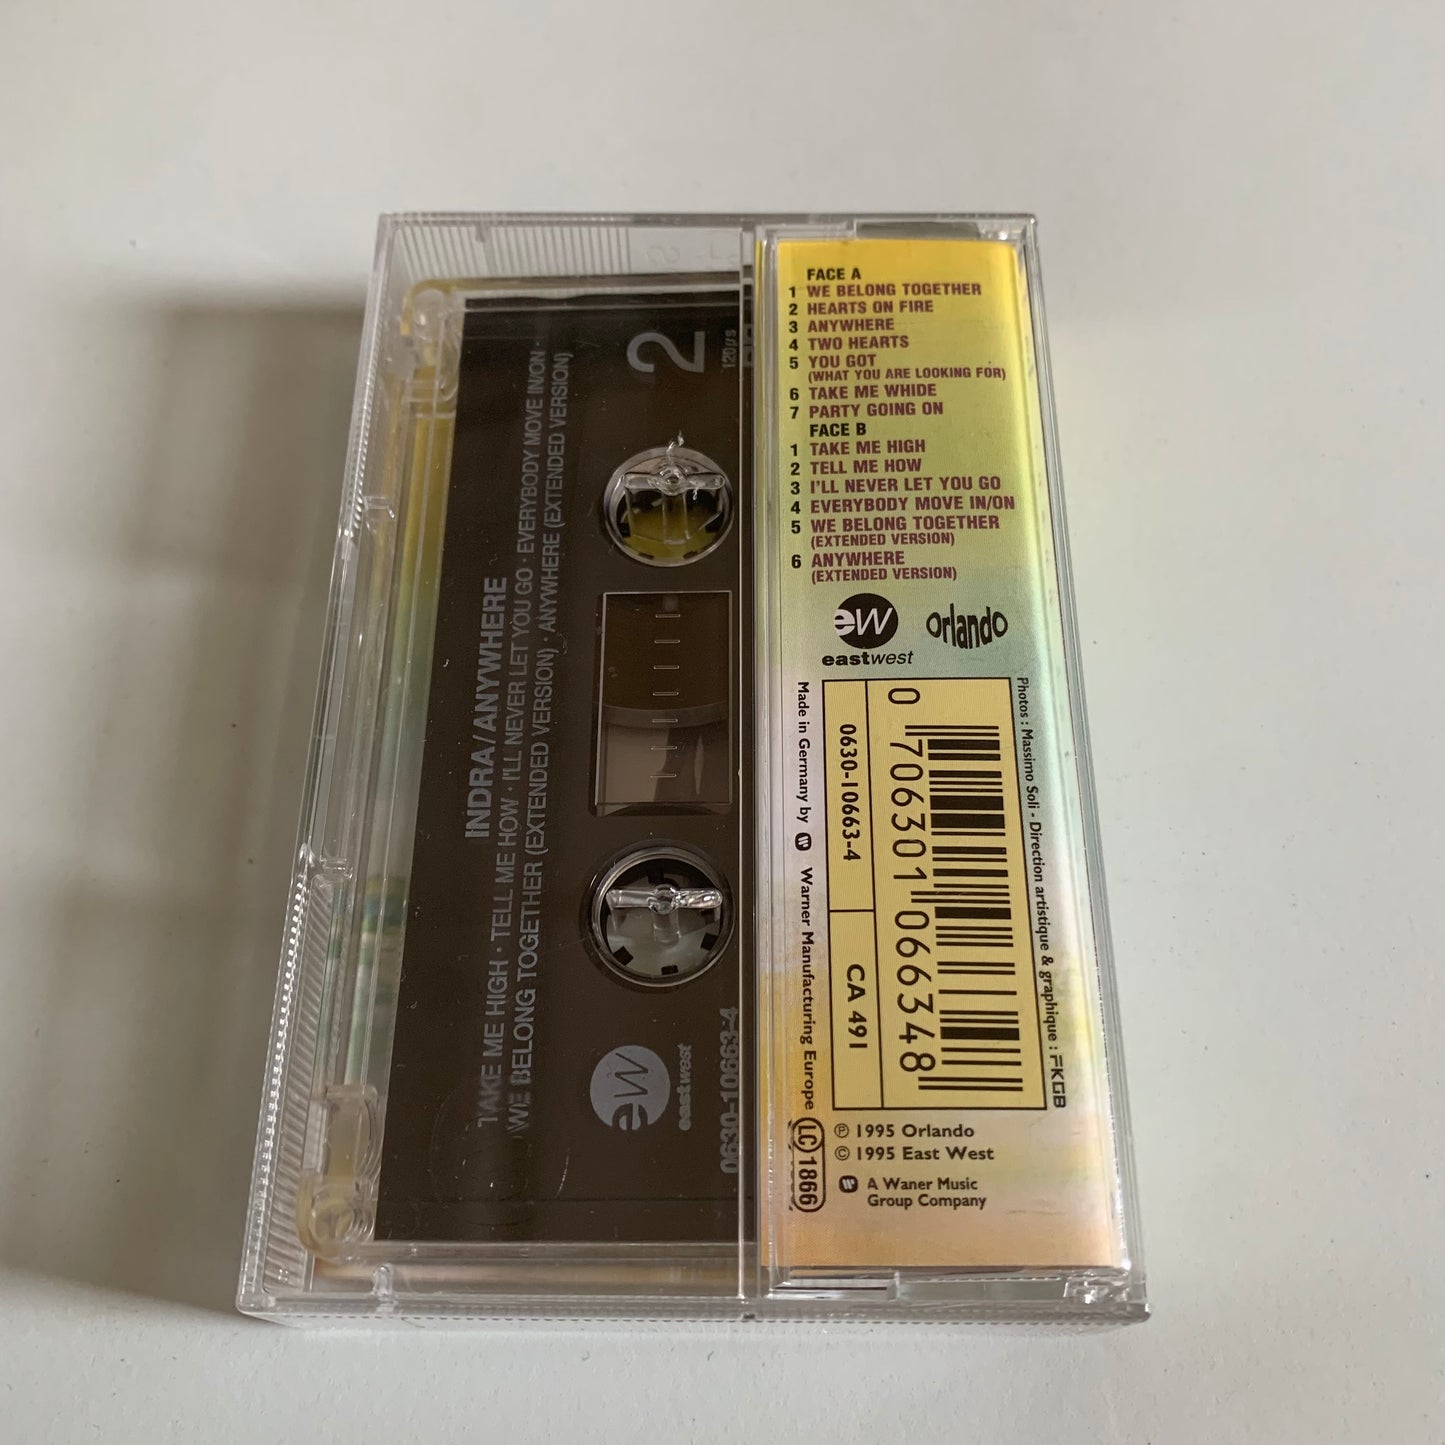 FACE A
1 WE BELONG TOGETHER
2 HEARTS ON FIRE
3 ANYWHERE
4 TWO HEARTS
5 YOU GOT
(WHAT YOU ARE LOOKING FOR)
6 TAKE ME WHIDE
7 PARTY GOING ON
FACE B
1 TAKE ME HIGH
2 TELL ME HOW
3 I'LL NEVER LET YOU GO
4 EVERYBODY MOVE IN/ON
5 WE BELONG TOGETHER
(EXTENDED VERSION)
6 ANYWHERE
(EXTENDED VERSION)
ew
eastwest
Orlando
Photos : Massimo Soli - Direction artistique & graphique : FKGB
0 706301 066348
0630-10663-4
CA 491
Made in Germany by Warner Manufacturing Europe
LC 1866
℗ 1995 Orlando
© 1995 East West
A Waner Music
Group Company
INDRA/ANYWHERE
TAKE ME HIGH · TELL ME HOW · I'LL NEVER LET YOU GO · EVERYBODY MOVE IN/ON ·
WE BELONG TOGETHER (EXTENDED VERSION) · ANYWHERE (EXTENDED VERSION)
2
120µs
ew
eastwest
0630-10663-4